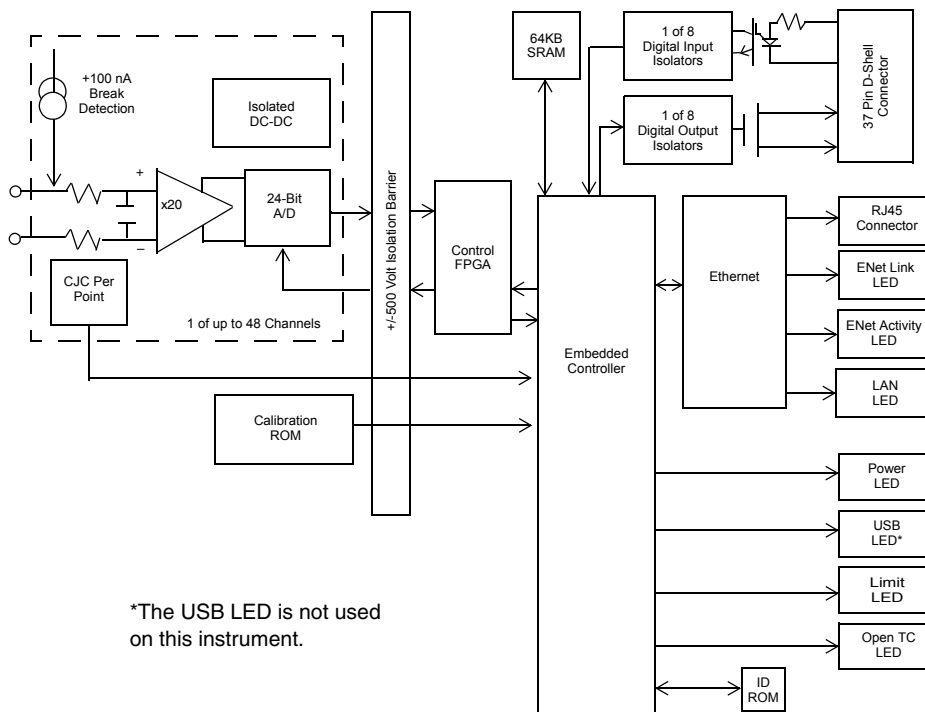 +100 nA
Break
Detection
Isolated
DC-DC
+
–
x20
24-Bit
A/D
CJC Per
Point
1 of up to 48 Channels
+/-500 Volt Isolation Barrier
Calibration
ROM
Control
FPGA
64KB
SRAM
1 of 8
Digital Input
Isolators
1 of 8
Digital Output
Isolators
37 Pin D-Shell
Connector
Embedded
Controller
Ethernet
RJ45
Connector
ENet Link
LED
ENet Activity
LED
LAN
LED
Power
LED
USB
LED*
Limit
LED
Open TC
LED
ID
ROM
*The USB LED is not used
on this instrument.